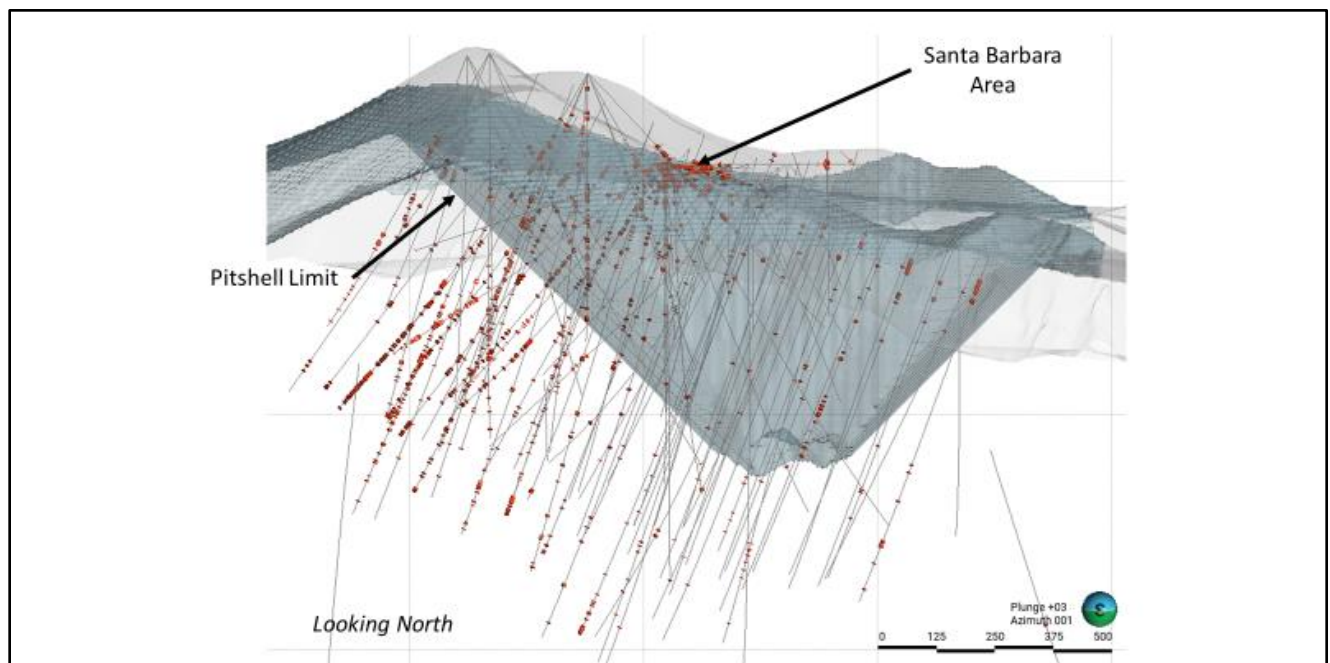 Santa Barbara
Area
Pitshell Limit
Looking North
Plunge +03
Azimuth 001
S
0 125 250 375 500